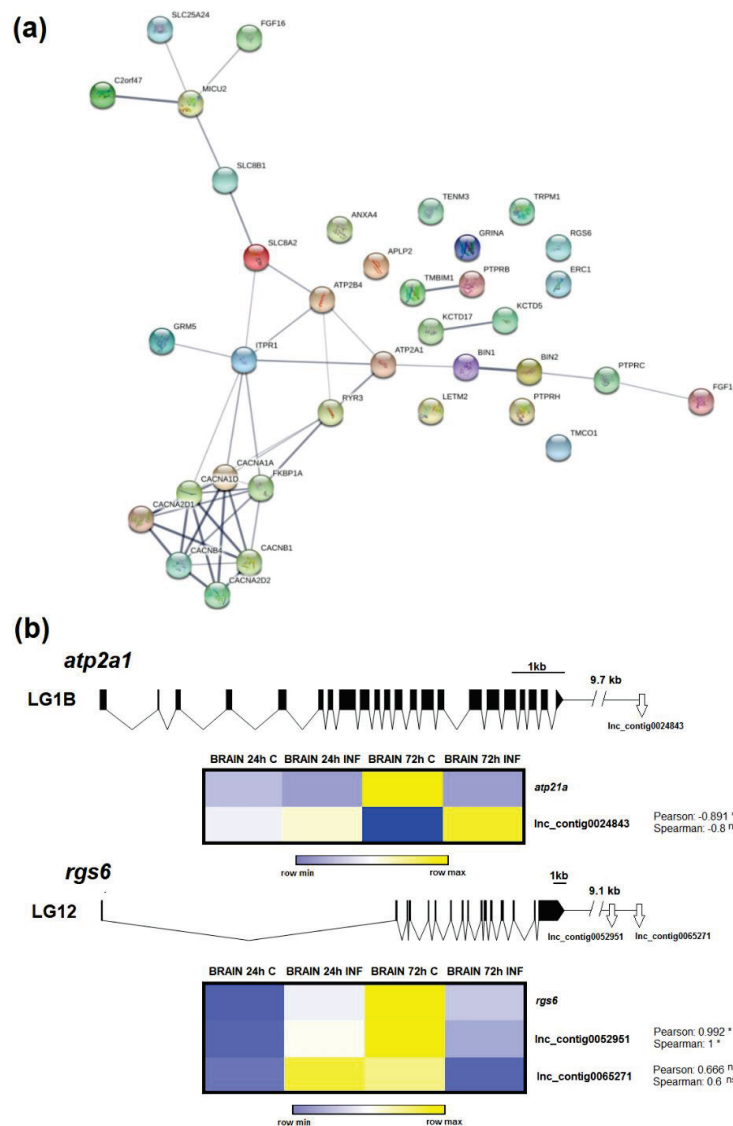 (a)
SLC25A24
FGF16
C2orf47
MICU2
SLC8B1
TENM3
TRPM1
ANXA4
GRINA
RGS6
SLC8A2
APLP2
TMBIM1
PTPRB
ERC1
ATP2B4
KCTD17
KCTD5
GRM5
ITPR1
ATP2A1
BIN1
BIN2
PTPRC
FGF1
RYR3
LETM2
PTPRH
TMCO1
CACNA1A
CACNA1D
FKBP1A
CACNA2D1
CACNB4
CACNB1
CACNA2D2
(b)
atp2a1
1kb
9.7 kb
LG1B
lnc_contig0024843
BRAIN 24h C BRAIN 24h INF BRAIN 72h C BRAIN 72h INF
atp21a
lnc_contig0024843
Pearson: -0.891 *
Spearman: -0.8 n
row min row max
rgs6
1kb
9.1 kb
LG12
lnc_contig0052951
lnc_contig0065271
BRAIN 24h C BRAIN 24h INF BRAIN 72h C BRAIN 72h INF
rgs6
lnc_contig0052951
Pearson: 0.992 *
Spearman: 1 *
lnc_contig0065271
Pearson: 0.666 n
Spearman: 0.6 ns
row min row max